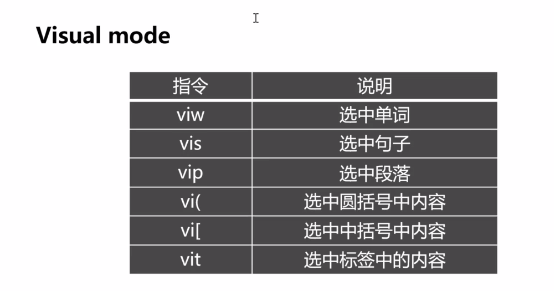 Visual mode
指令 说明
viw 选中单词
vis 选中句子
vip 选中段落
vi( 选中圆括号中内容
vi[ 选中中括号中内容
vit 选中标签中的内容